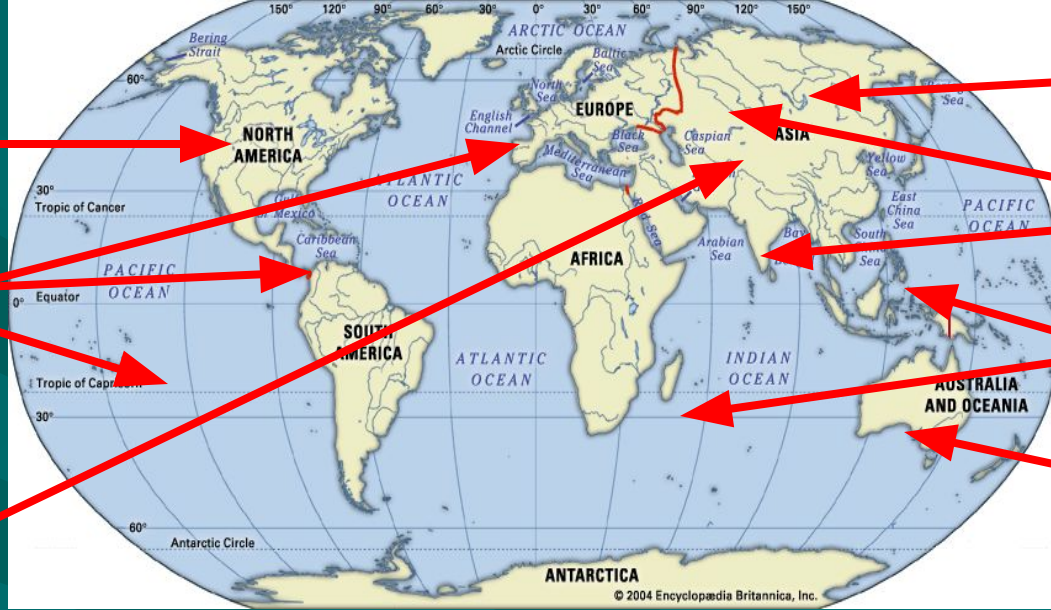 150° 120° 90° 60° 30° 0° 30° 60° 90° 120° 150°
ARCTIC OCEAN
Arctic Circle
Bering
Strait
Baltic
Sea
60°
North
Sea
Sea
EUROPE
English
Channel
NORTH
AMERICA
ASIA
Black
Sea
Caspian
Sea
Mediterranean
Sea
Yellow
Sea
ATLANTIC
OCEAN
30°
Tropic of Cancer
of Mexico
Red Sea
East
China
Sea
PACIFIC
OCEAN
Caribbean
Sea
Arabian
Sea
Bay
South
Sea
AFRICA
PACIFIC
OCEAN
0°
Equator
SOUTH
AMERICA
ATLANTIC
OCEAN
INDIAN
OCEAN
Tropic of
AUSTRALIA
AND OCEANIA
30°
60°
Antarctic Circle
ANTARCTICA
© 2004 Encyclopædia Britannica, Inc.